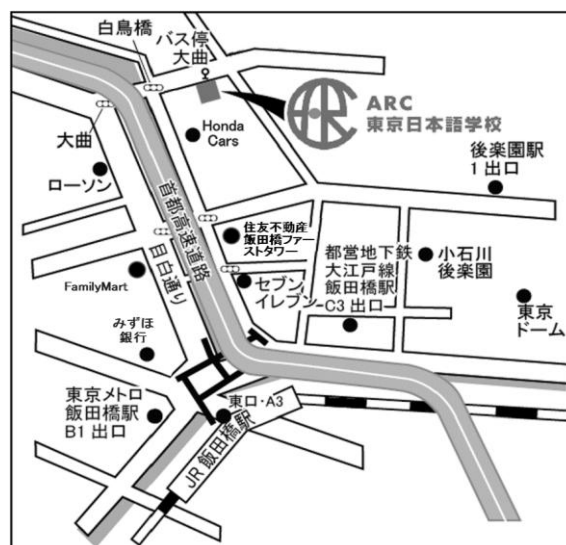 白鳥橋
バス停
大曲
ARC
東京日本語学校
大曲
Honda
Cars
後楽園駅
1 出口
ローソン
首都高速道路
目白通り
住友不動産
飯田橋ファー
ストタワー
都営地下鉄
大江戸線
飯田橋駅
C3 出口
小石川
後楽園
FamilyMart
セブン
イレブン
東京
ドーム
みずほ
銀行
東京メトロ
飯田橋駅
B1 出口
東口・A3
JR 飯田橋駅